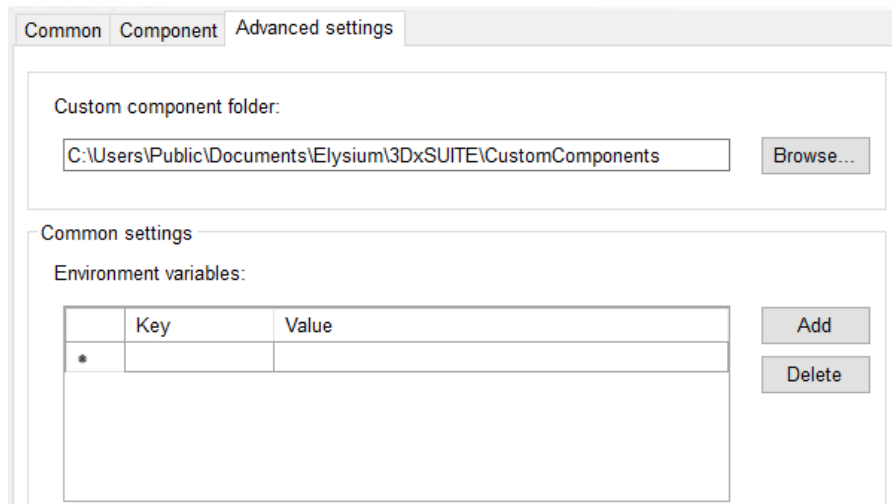 Common Component Advanced settings
Custom component folder:
C:\Users\Public\Documents\Elysium\3DxSUITE\CustomComponents Browse...
Common settings
Environment variables:
Key Value Add
*
Delete